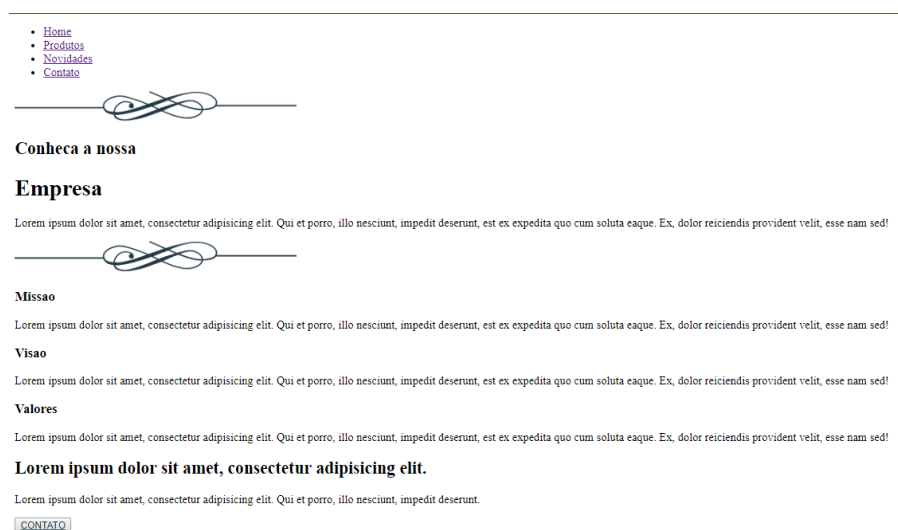 Home
Produtos
Novidades
Contato
Conheca a nossa
Empresa
Lorem ipsum dolor sit amet, consectetur adipisicing elit. Qui et porro, illo nesciunt, impedit deserunt, est ex expedita quo cum soluta eaque. Ex, dolor reiciendis provident velit, esse nam sed!
Missao
Lorem ipsum dolor sit amet, consectetur adipisicing elit. Qui et porro, illo nesciunt, impedit deserunt, est ex expedita quo cum soluta eaque. Ex, dolor reiciendis provident velit, esse nam sed!
Visao
Lorem ipsum dolor sit amet, consectetur adipisicing elit. Qui et porro, illo nesciunt, impedit deserunt, est ex expedita quo cum soluta eaque. Ex, dolor reiciendis provident velit, esse nam sed!
Valores
Lorem ipsum dolor sit amet, consectetur adipisicing elit. Qui et porro, illo nesciunt, impedit deserunt, est ex expedita quo cum soluta eaque. Ex, dolor reiciendis provident velit, esse nam sed!
Lorem ipsum dolor sit amet, consectetur adipisicing elit.
Lorem ipsum dolor sit amet, consectetur adipisicing elit. Qui et porro, illo nesciunt, impedit deserunt.
CONTATO